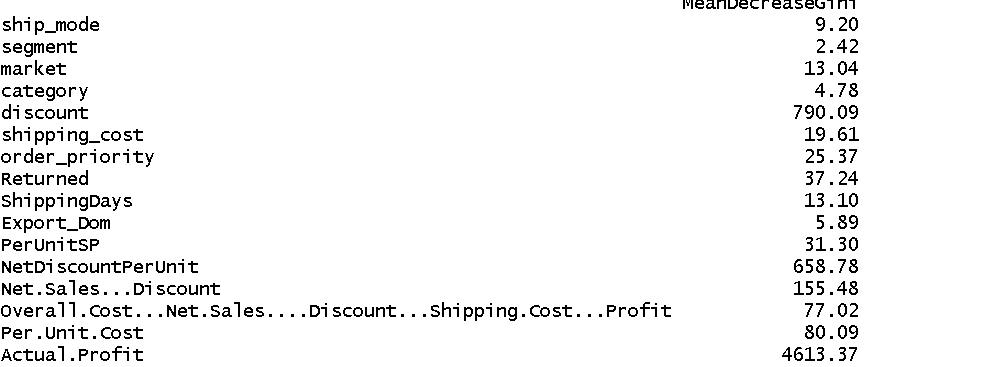 MeanDecreaseGini
ship_mode 9.20
segment 2.42
market 13.04
category 4.78
discount 790.09
shipping_cost 19.61
order_priority 25.37
Returned 37.24
ShippingDays 13.10
Export_Dom 5.89
PerUnitSP 31.30
NetDiscountPerUnit 658.78
Net.Sales...Discount 155.48
Overall.Cost...Net.Sales....Discount...Shipping.Cost...Profit 77.02
Per.Unit.Cost 80.09
Actual.Profit 4613.37